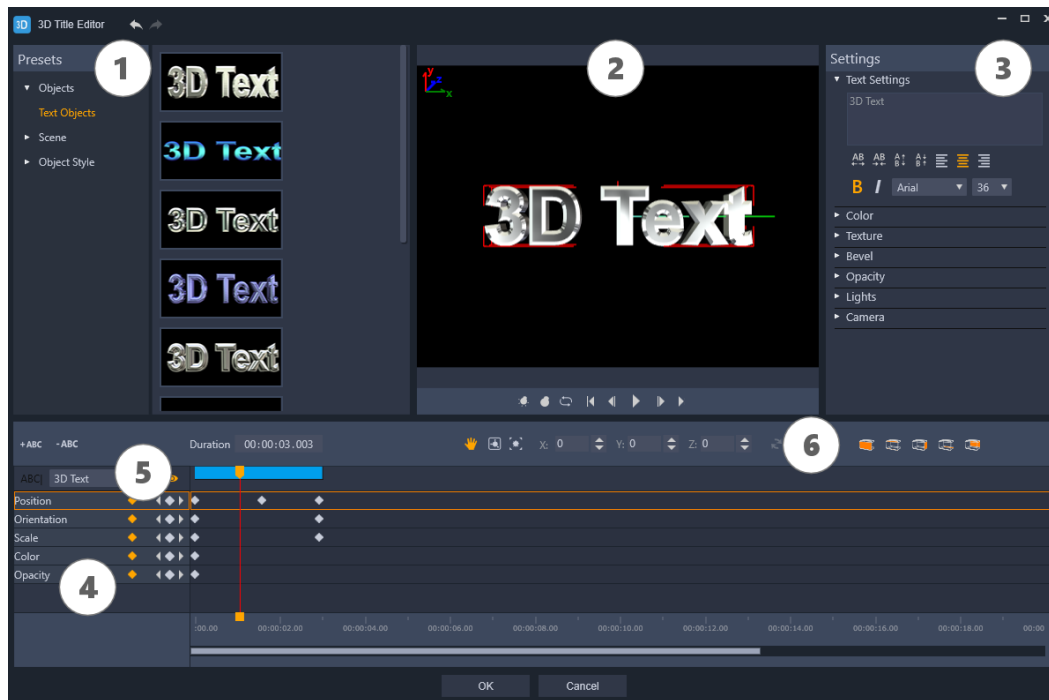 3D 3D Title Editor
Presets
1
2
Settings
3
Objects
Text Objects
Scene
Object Style
3D Text
3D Text
3D Text
3D Text
3D Text
y
z
x
3D Text
Text Settings
3D Text
AB AB A B A B
B I Arial 36
Color
Texture
Bevel
Opacity
Lights
Camera
+ABC -ABC Duration 00:00:03.003 X: 0 Y: 0 Z: 0 6
ABC 3D Text 5
Position
Orientation
Scale
Color
Opacity
4
:00.00 00:00:02.00 00:00:04.00 00:00:06.00 00:00:08.00 00:00:10.00 00:00:12.00 00:00:14.00 00:00:16.00 00:00:18.00 00:00
OK Cancel